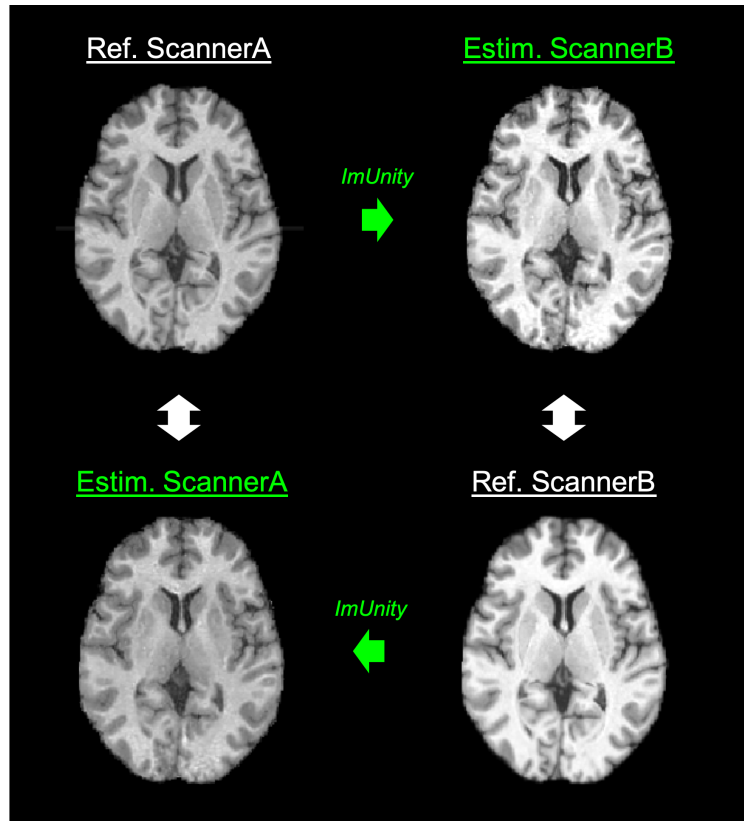 Ref. ScannerA
Estim. ScannerB
ImUnity
Estim. ScannerA
Ref. ScannerB
ImUnity